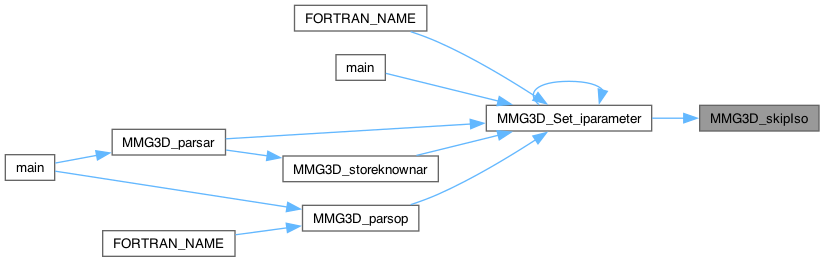 FORTRAN_NAME
main
MMG3D_Set_iparameter
MMG3D_skipIso
MMG3D_parsar
main
MMG3D_storeknownar
MMG3D_parsop
FORTRAN_NAME